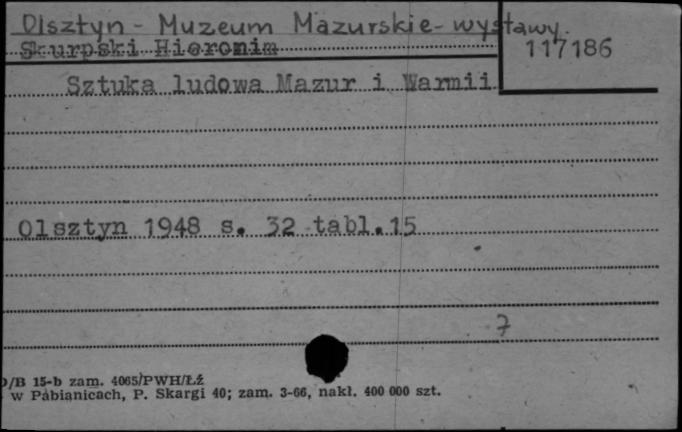 Olsztyn - Muzeum Mazurskie - wystawy.
Skurpski Hieronim
117186
Sztuka ludowa Mazur i Warmii
Olsztyn 1948 s. 32 tabl.15
7
D/B 15-b zam. 4065/PWH/Łź
w Pabianicach, P. Skargi 40; zam. 3-66, nakł. 400 000 szt.